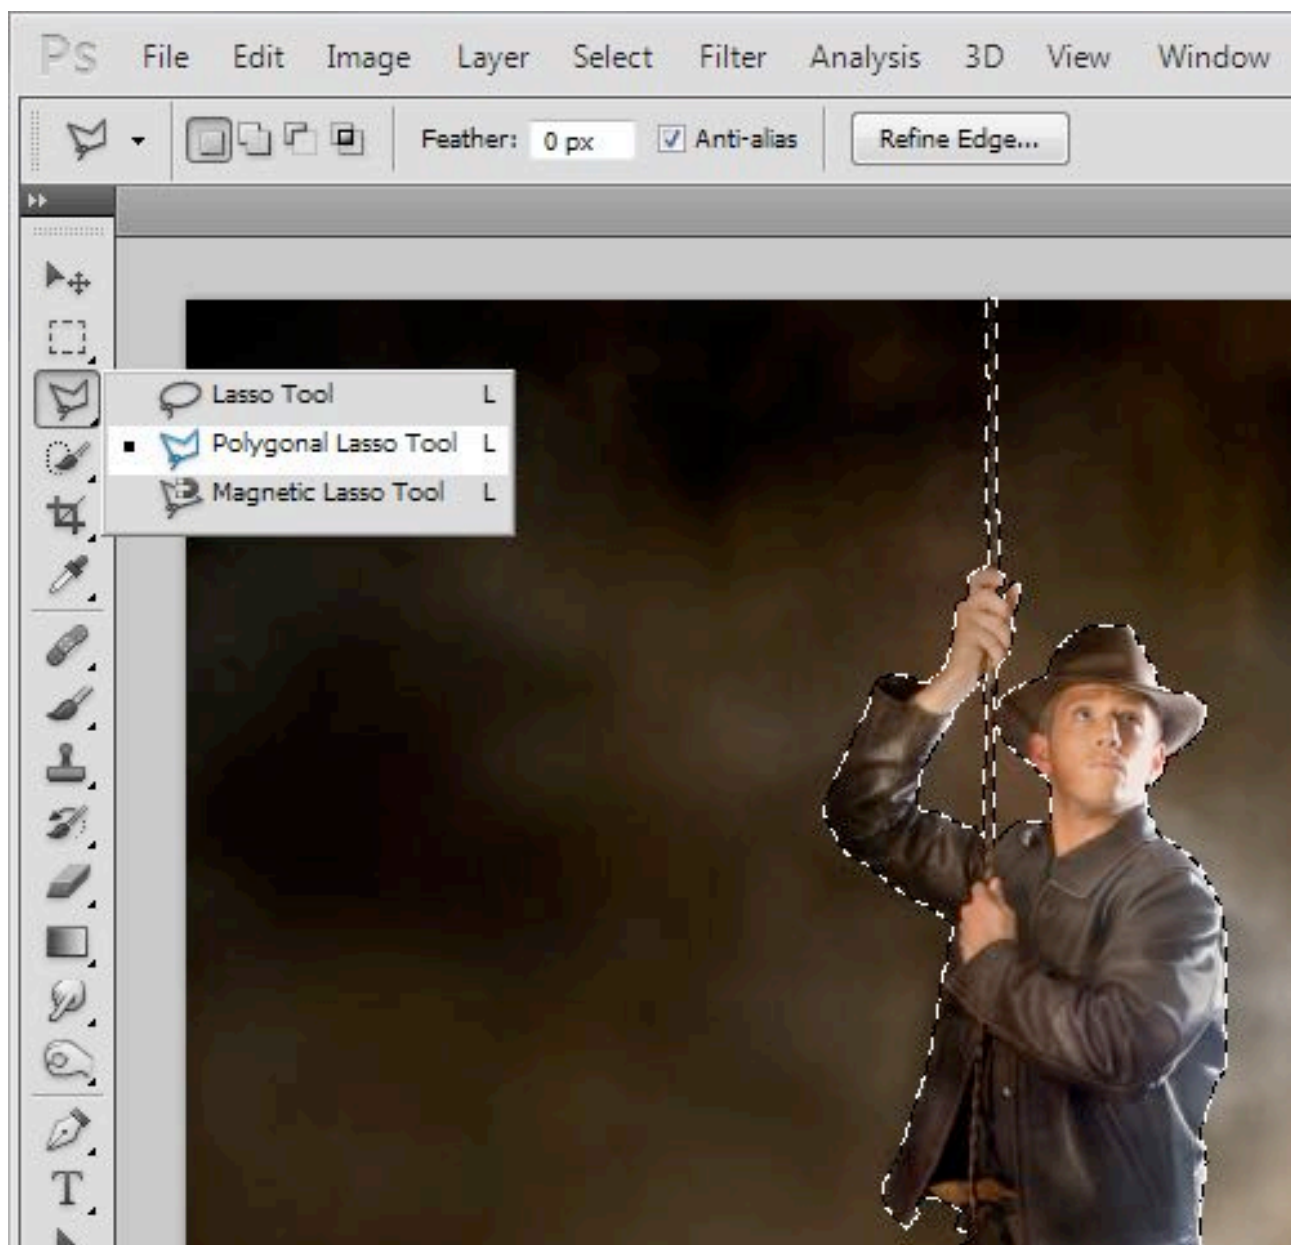 Ps File Edit Image Layer Select Filter Analysis 3D View Window
Feather: 0 px Anti-alias Refine Edge...
Lasso Tool L
Polygonal Lasso Tool L
Magnetic Lasso Tool L
T